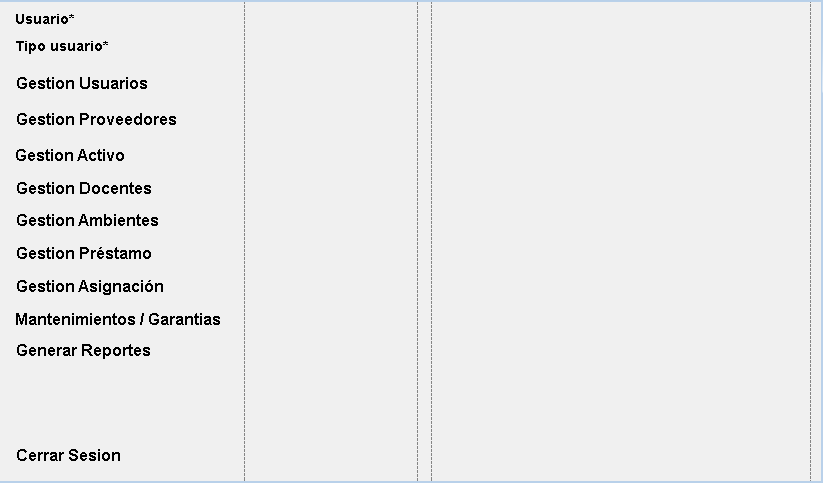 Usuario*
Tipo usuario*
Gestion Usuarios
Gestion Proveedores
Gestion Activo
Gestion Docentes
Gestion Ambientes
Gestion Préstamo
Gestion Asignación
Mantenimientos / Garantias
Generar Reportes
Cerrar Sesion